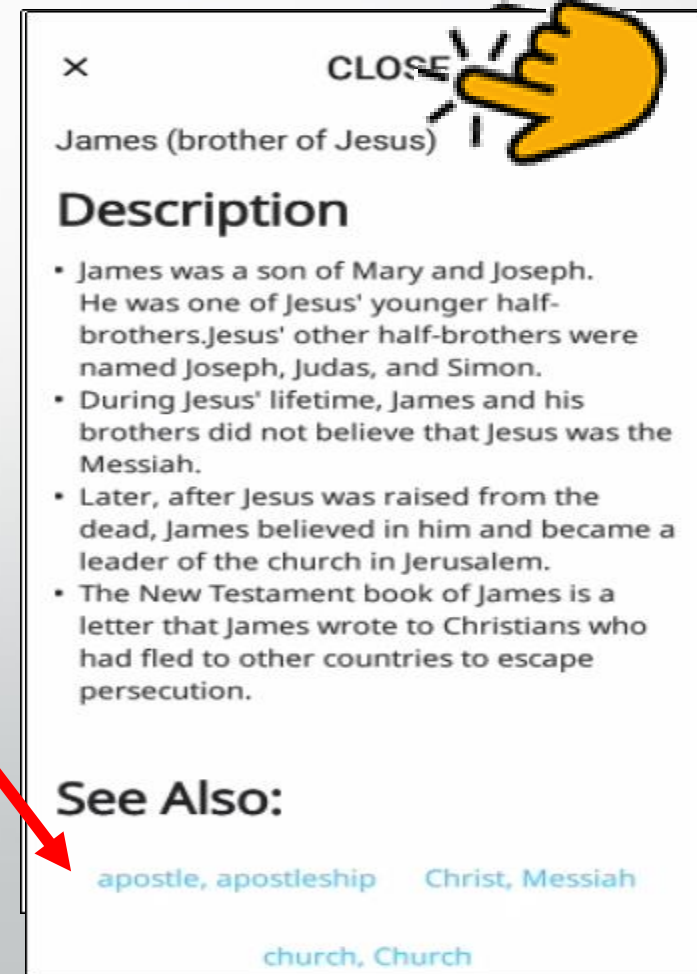 × CLOSE
James (brother of Jesus)
Description
• James was a son of Mary and Joseph.
He was one of Jesus' younger half-
brothers.Jesus' other half-brothers were
named Joseph, Judas, and Simon.
• During Jesus' lifetime, James and his
brothers did not believe that Jesus was the
Messiah.
• Later, after Jesus was raised from the
dead, James believed in him and became a
leader of the church in Jerusalem.
• The New Testament book of James is a
letter that James wrote to Christians who
had fled to other countries to escape
persecution.
See Also:
apostle, apostleship Christ, Messiah
church, Church